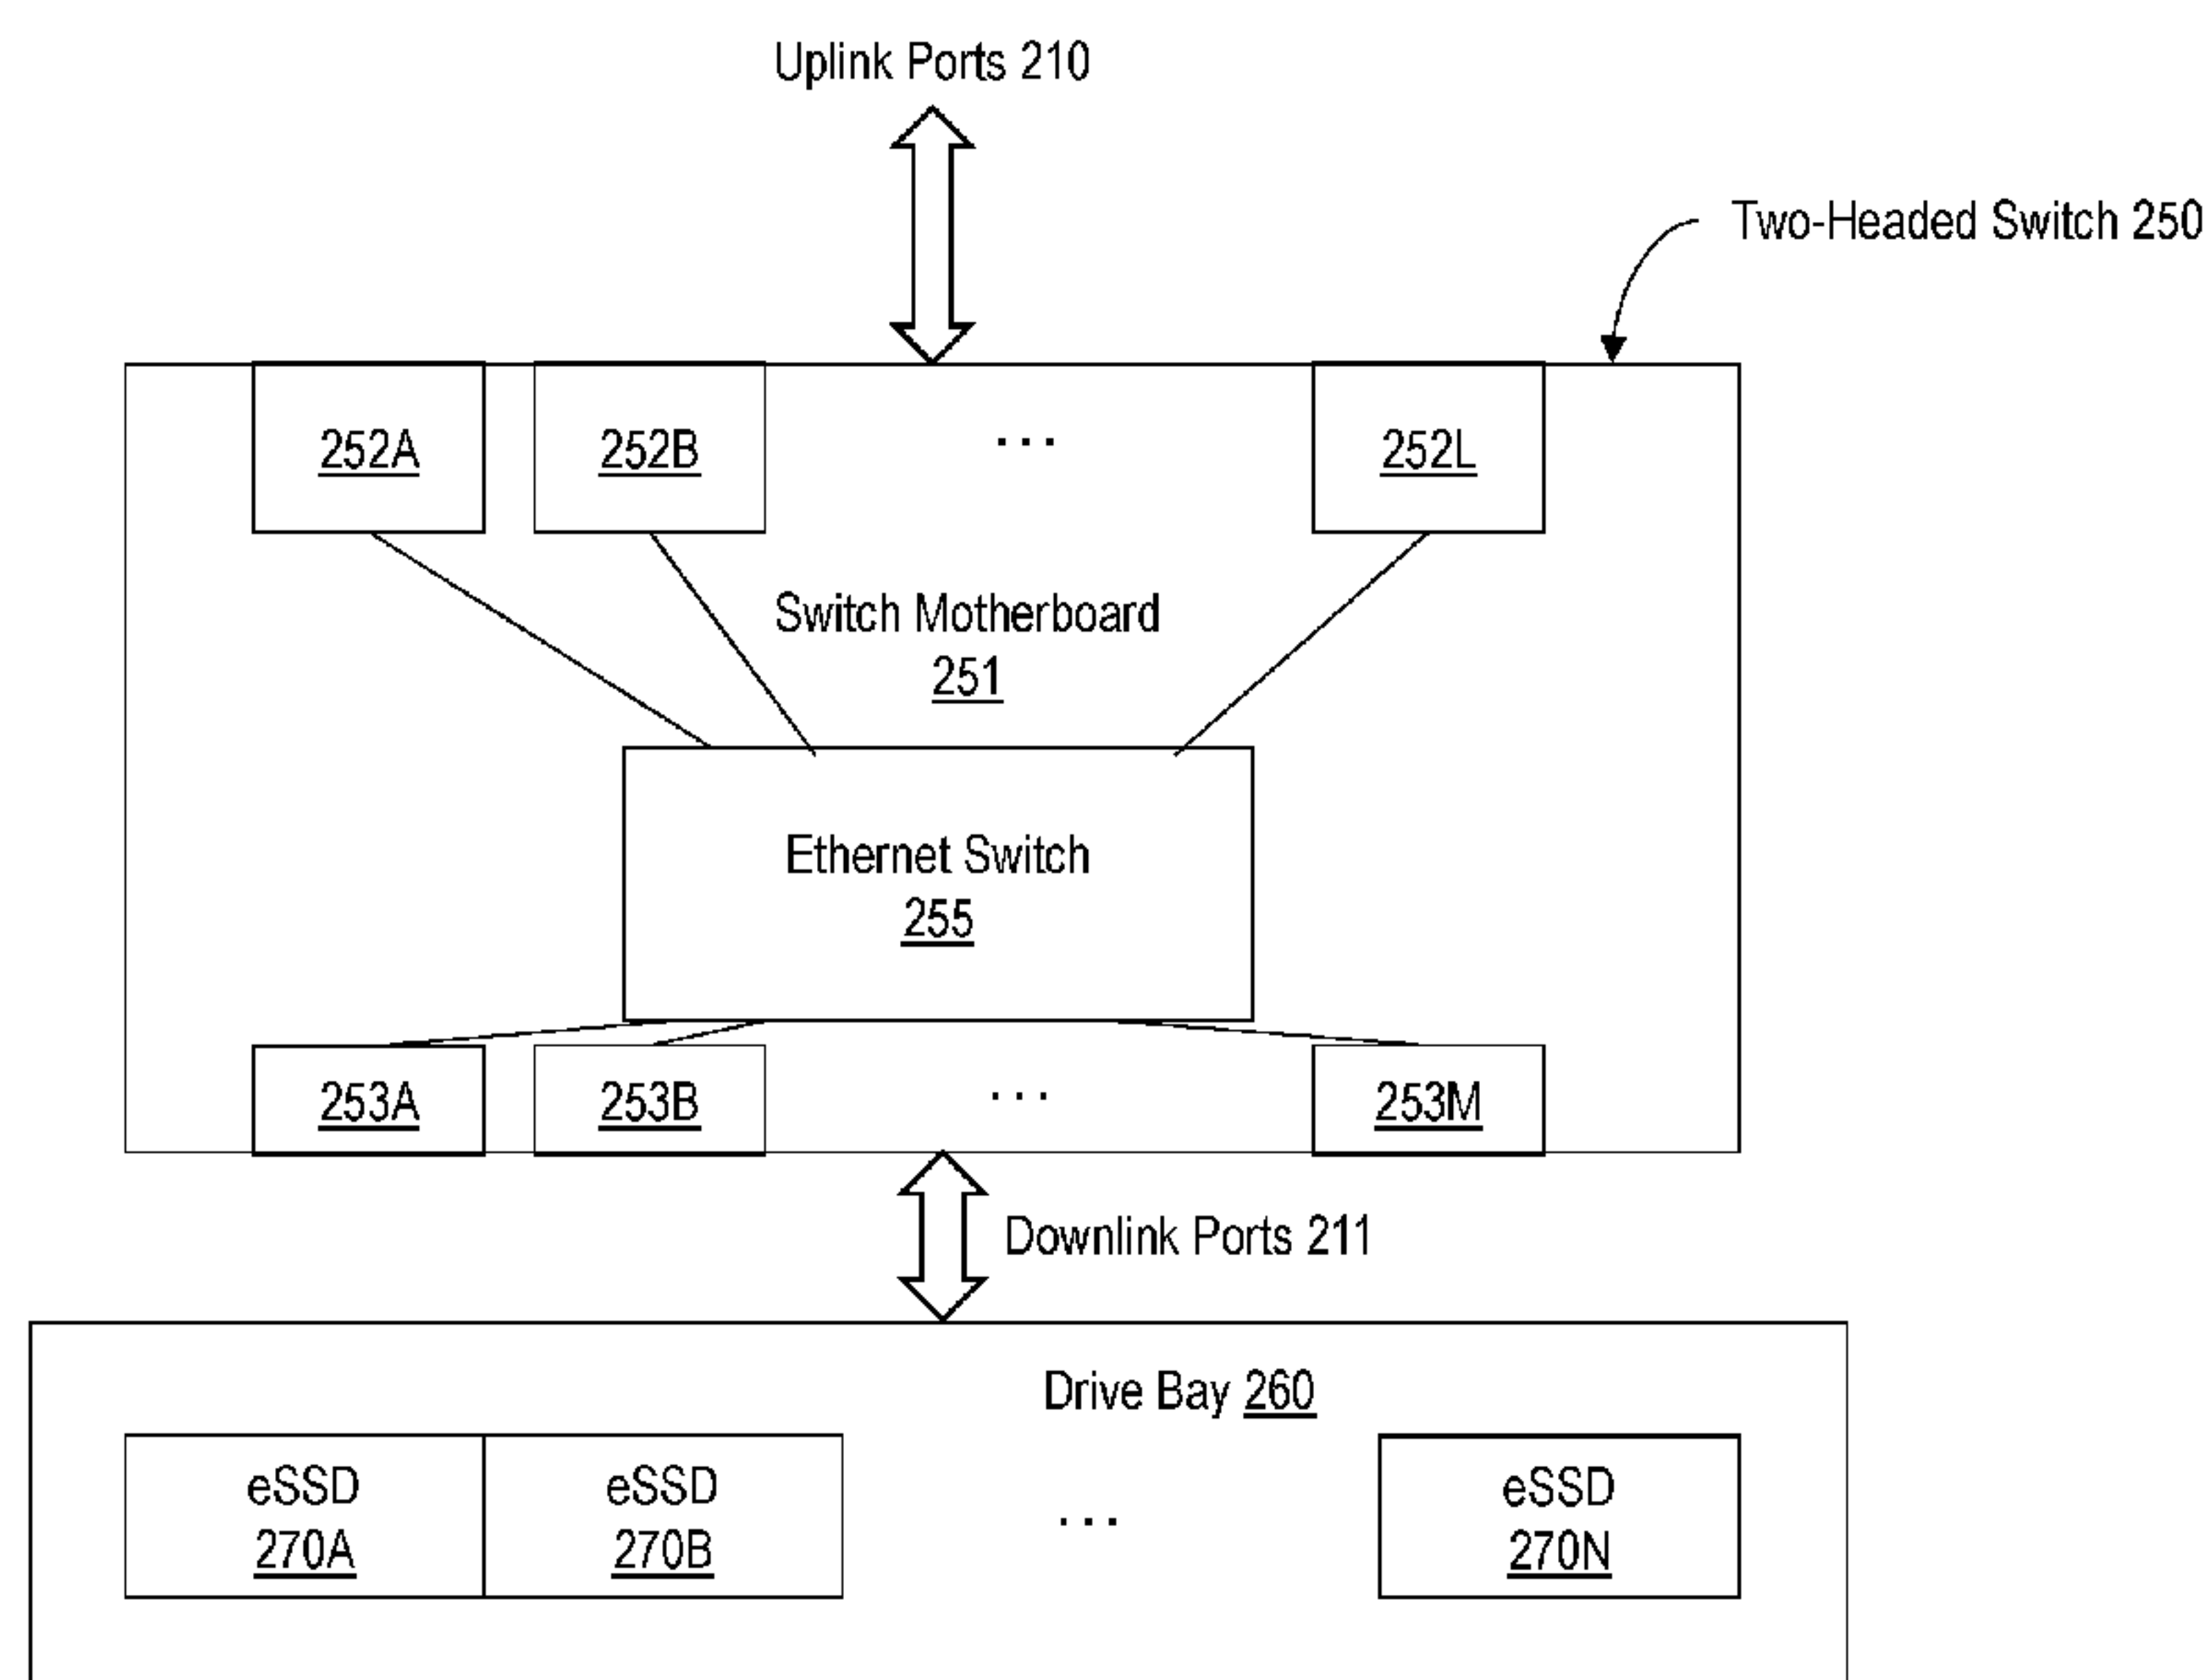 Uplink Ports 210
Two-Headed Switch 250
252A
252B
...
252L
Switch Motherboard
251
Ethernet Switch
255
253A
253B
...
253M
Downlink Ports 211
Drive Bay 260
eSSD
270A
eSSD
270B
...
eSSD
270N